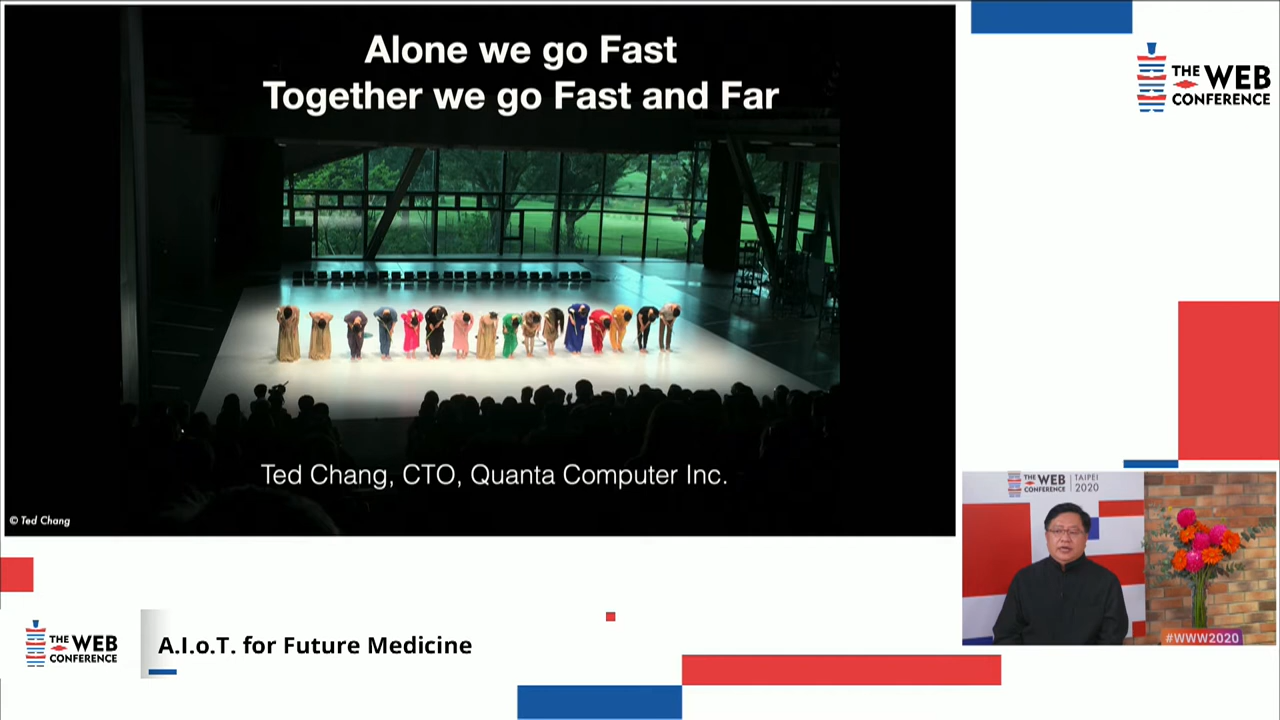 Alone we go Fast
Together we go Fast and Far
Ted Chang, CTO, Quanta Computer Inc.
© Ted Chang
THE WEB
CONFERENCE
THE WEB
CONFERENCE
TAIPEI
2020
#WWW2020
THE WEB
CONFERENCE
A.I.o.T. for Future Medicine